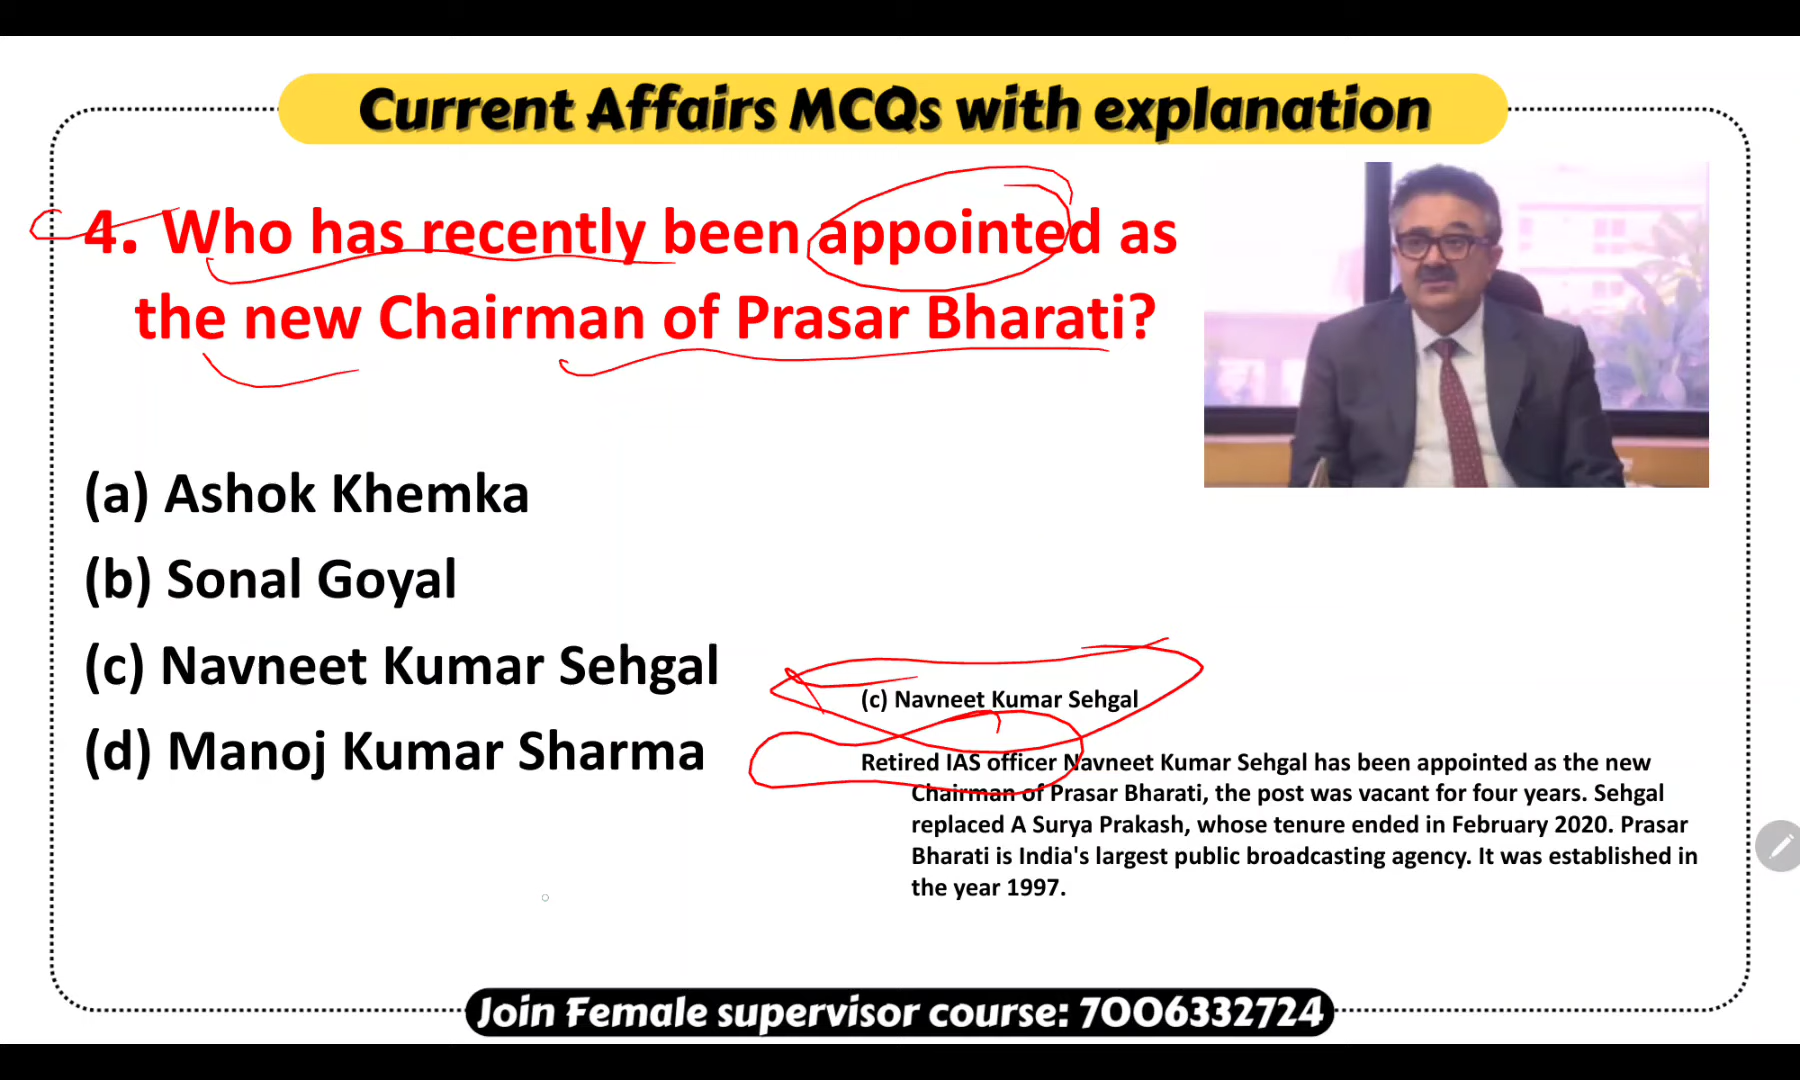 Current Affairs MCQs with explanation
4. Who has recently been appointed as
the new Chairman of Prasar Bharati?
(a) Ashok Khemka
(b) Sonal Goyal
(c) Navneet Kumar Sehgal
(d) Manoj Kumar Sharma
(c) Navneet Kumar Sehgal
Retired IAS officer Navneet Kumar Sehgal has been appointed as the new
Chairman of Prasar Bharati, the post was vacant for four years. Sehgal
replaced A Surya Prakash, whose tenure ended in February 2020. Prasar
Bharati is India's largest public broadcasting agency. It was established in
the year 1997.
Join Female supervisor course: 7006332724